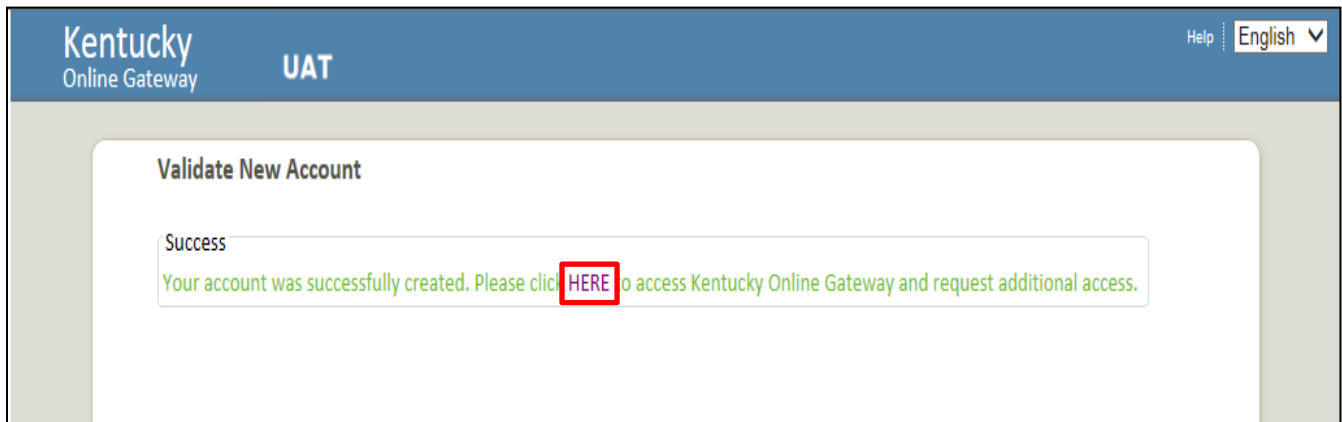 Kentucky
Online Gateway
UAT
Help
English
Validate New Account
Success
Your account was successfully created. Please click HERE to access Kentucky Online Gateway and request additional access.